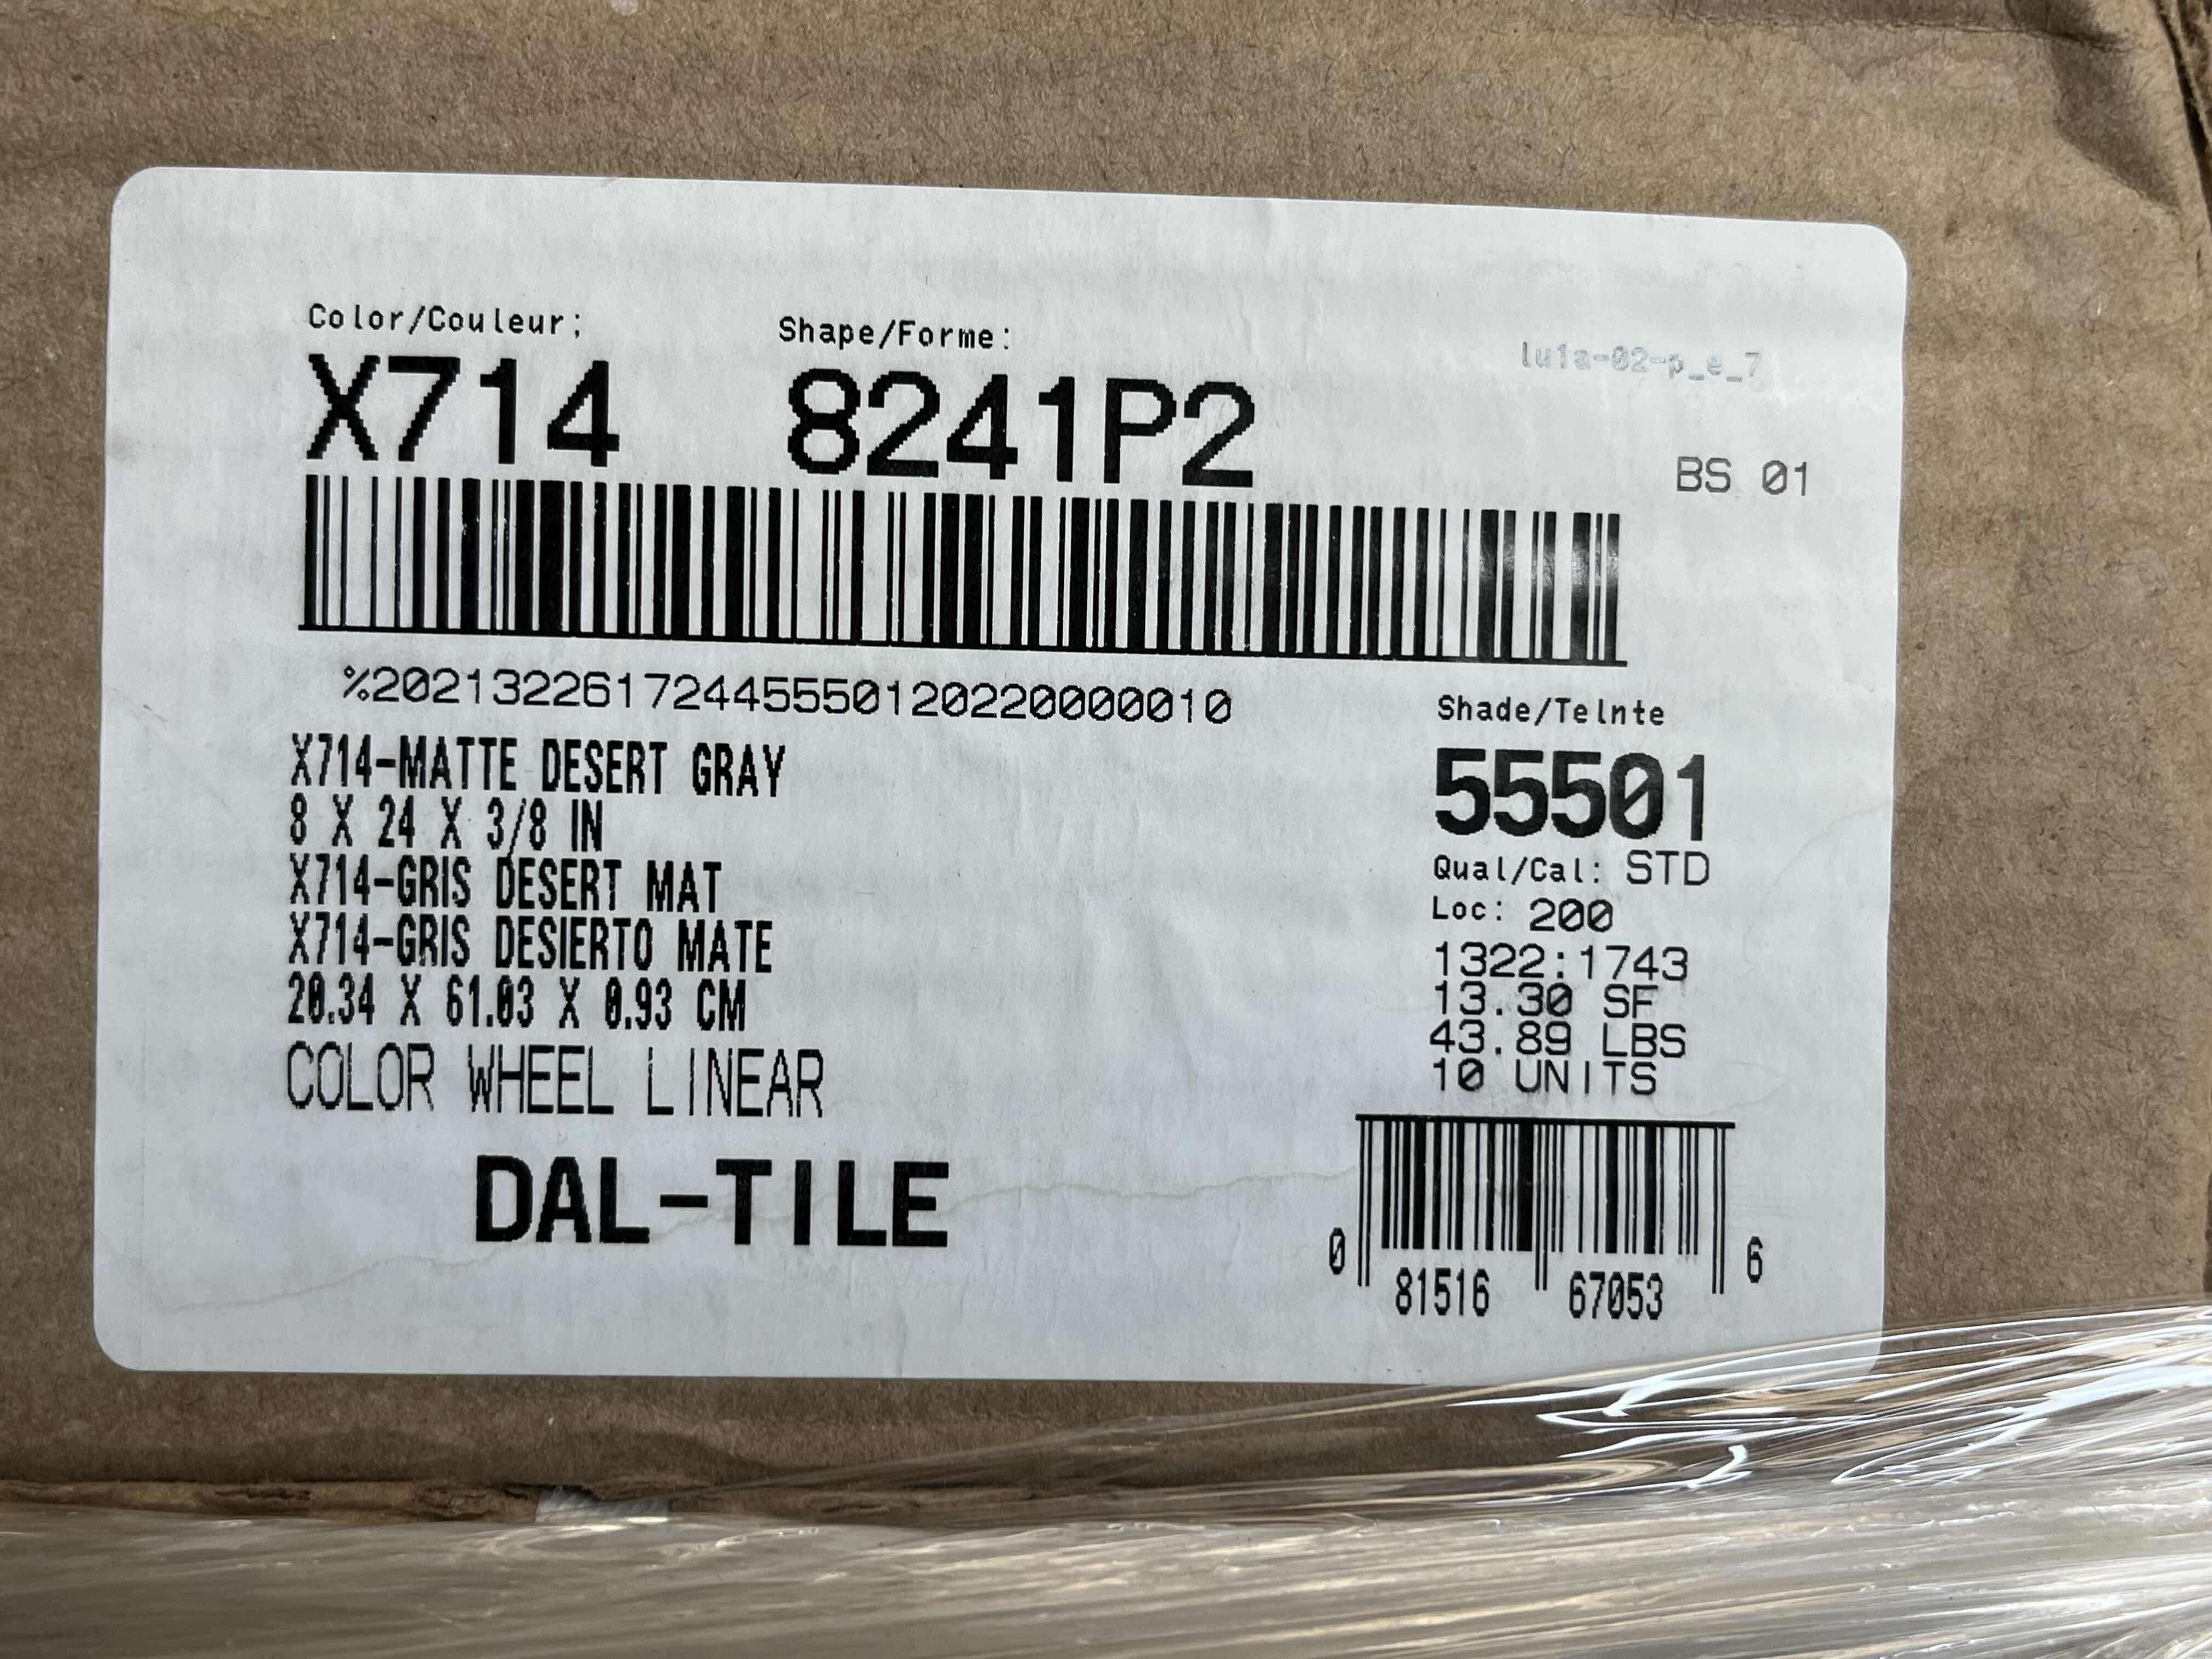 Color/Couleur;
Shape/Forme:
lu1a-02-p_e_7
X714 8241P2
BS 01
%20213226172445550120220000010
X714-MATTE DESERT GRAY
8 X 24 X 3/8 IN
X714-GRIS DESERT MAT
X714-GRIS DESIERTO MATE
20.34 X 61.03 X 0.93 CM
COLOR WHEEL LINEAR
DAL-TILE
Shade/Telnte
55501
Qual/Cal: STD
Loc: 200
1322:1743
13.30 SF
43.89 LBS
10 UNITS
0 81516 67053 6